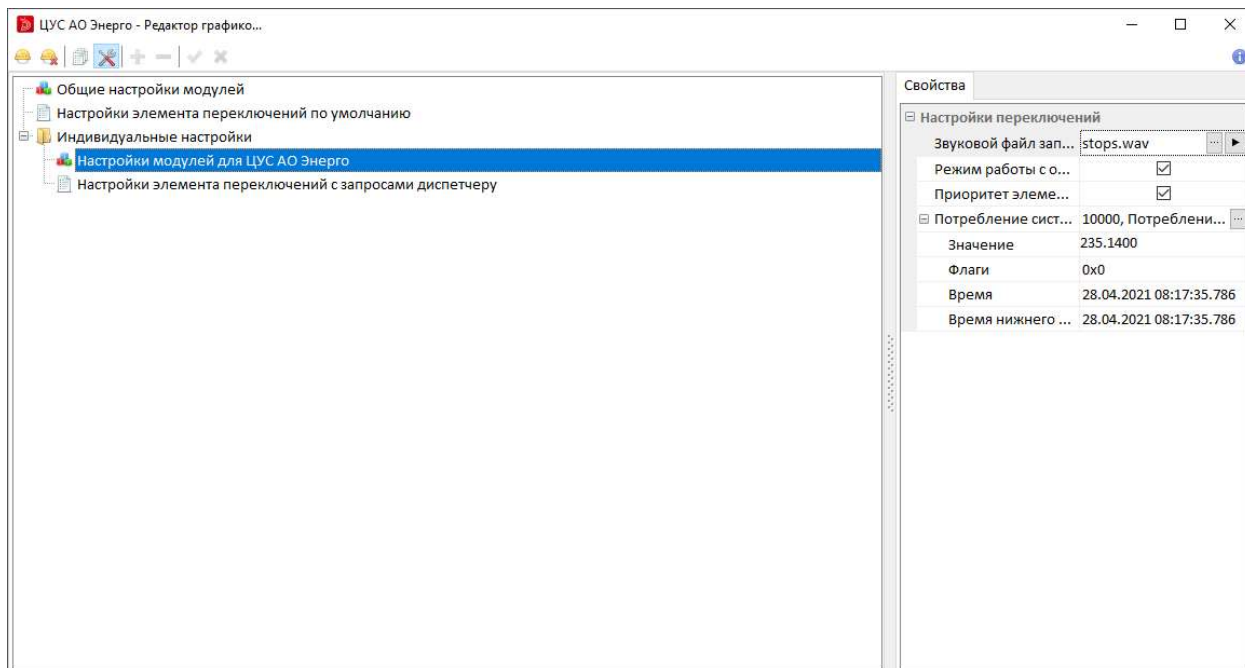 ЦУС АО Энерго - Редактор графико...
Общие настройки модулей
Настройки элемента переключений по умолчанию
Индивидуальные настройки
Настройки модулей для ЦУС АО Энерго
Настройки элемента переключений с запросами диспетчеру
Свойства
Настройки переключений
Звуковой файл зап... stops.wav ...
Режим работы с о...
Приоритет элеме...
Потребление сист... 10000, Потреблени... ...
Значение 235.1400
Флаги 0x0
Время 28.04.2021 08:17:35.786
Время нижнего ... 28.04.2021 08:17:35.786